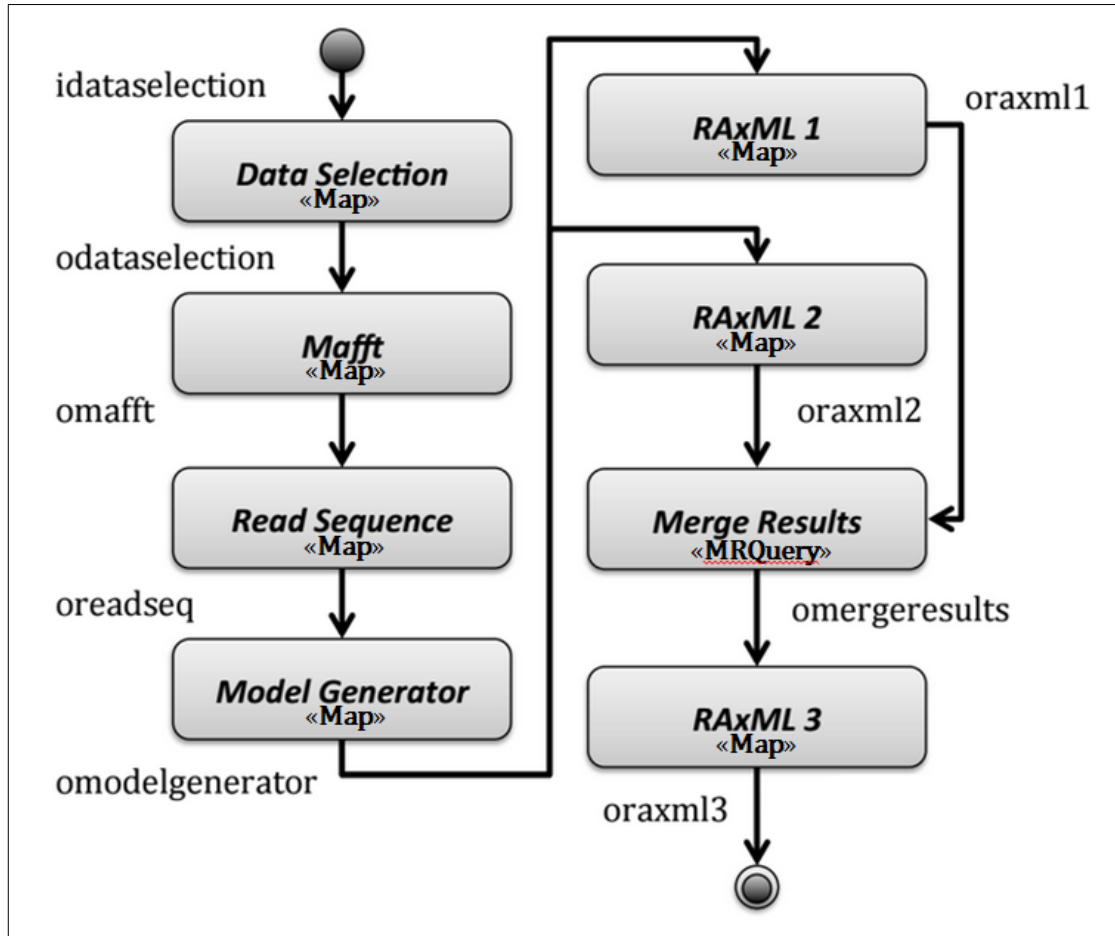 idataselection
Data Selection
«Map»
odataselection
Mafft
«Map»
omafft
Read Sequence
«Map»
oreadseq
Model Generator
«Map»
omodelgenerator
RAxML 1
«Map»
oraxml1
RAxML 2
«Map»
oraxml2
Merge Results
«MRQuery»
omergeresults
RAxML 3
«Map»
oraxml3